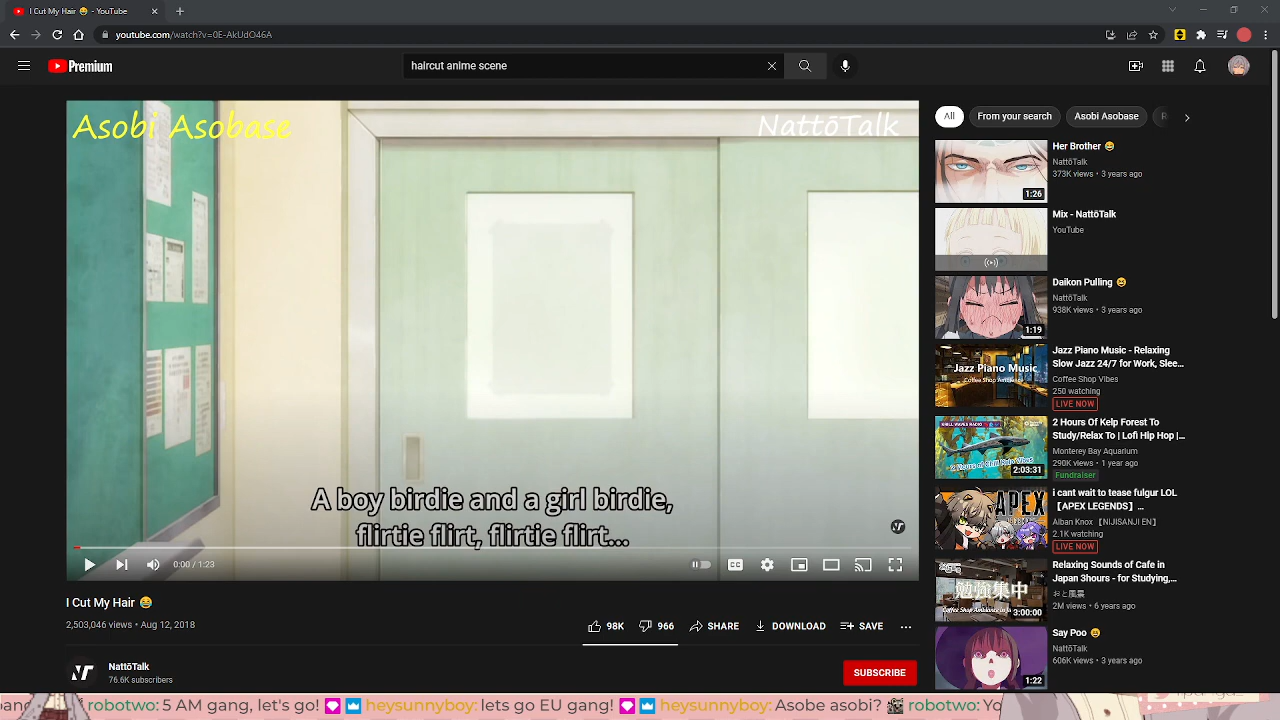 I Cut My Hair 😂 - YouTube
youtube.com/watch?v=0E-AkUdO46A
Premium
haircut anime scene
Asobi Asobase
NattōTalk
A boy birdie and a girl birdie,
flirtie flirt, flirtie flirt...
0:00 / 1:23
CC
I Cut My Hair 😂
2,503,046 views • Aug 12, 2018
98K
966
SHARE
DOWNLOAD
SAVE
NattōTalk
76.6K subscribers
SUBSCRIBE
All
From your search
Asobi Asobase
Her Brother 😂
NattōTalk
373K views • 3 years ago
1:26
Mix - NattōTalk
YouTube
Daikon Pulling 😆
NattōTalk
938K views • 3 years ago
1:19
Jazz Piano Music - Relaxing
Slow Jazz 24/7 for Work, Slee...
Coffee Shop Vibes
250 watching
LIVE NOW
Jazz Piano Music
Coffee Shop Ambience
2 Hours Of Kelp Forest To
Study/Relax To | Lofi Hip Hop |...
Monterey Bay Aquarium
290K views • 1 year ago
Fundraiser
2:03:31
i cant wait to tease fulgur LOL
【APEX LEGENDS】...
Alban Knox【NIJISANJI EN】
2.1K watching
LIVE NOW
APEX
Relaxing Sounds of Cafe in
Japan 3hours - for Studying,...
おと風景
2M views • 6 years ago
勉強集中
3:00:00
Say Poo 😃
NattōTalk
606K views • 3 years ago
1:22
robotwo: 5 AM gang, let's go! heysunnyboy: lets go EU gang! heysunnyboy: Asobe asobi? robotwo: Yo